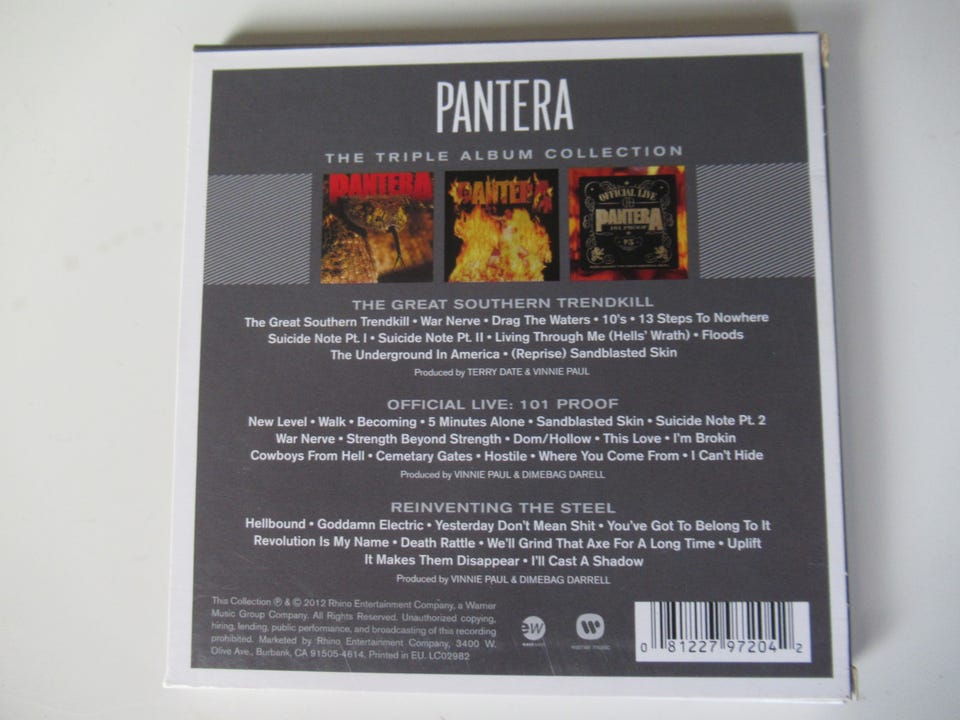 PANTERA
THE TRIPLE ALBUM COLLECTION
PANTERA
PANTERA
OFFICIAL LIVE
PANTERA
101 PROOF
THE GREAT SOUTHERN TRENDKILL
The Great Southern Trendkill • War Nerve • Drag The Waters • 10's • 13 Steps To Nowhere
Suicide Note Pt. I • Suicide Note Pt. II • Living Through Me (Hells' Wrath) • Floods
The Underground In America • (Reprise) Sandblasted Skin
Produced by TERRY DATE & VINNIE PAUL
OFFICIAL LIVE: 101 PROOF
New Level • Walk • Becoming • 5 Minutes Alone • Sandblasted Skin • Suicide Note Pt. 2
War Nerve • Strength Beyond Strength • Dom/Hollow • This Love • I'm Brokin
Cowboys From Hell • Cemetary Gates • Hostile • Where You Come From • I Can't Hide
Produced by VINNIE PAUL & DIMEBAG DARELL
REINVENTING THE STEEL
Hellbound • Goddamn Electric • Yesterday Don't Mean Shit • You've Got To Belong To It
Revolution Is My Name • Death Rattle • We'll Grind That Axe For A Long Time • Uplift
It Makes Them Disappear • I'll Cast A Shadow
Produced by VINNIE PAUL & DIMEBAG DARRELL
This Collection ℗ & © 2012 Rhino Entertainment Company, a Warner
Music Group Company. All Rights Reserved. Unauthorized copying,
hiring, lending, public performance, and broadcasting of this recording
prohibited. Marketed by Rhino Entertainment Company, 3400 W.
Olive Ave., Burbank, CA 91505-4614. Printed in EU. LC02982
ew
warner music
0 81227 97204 2